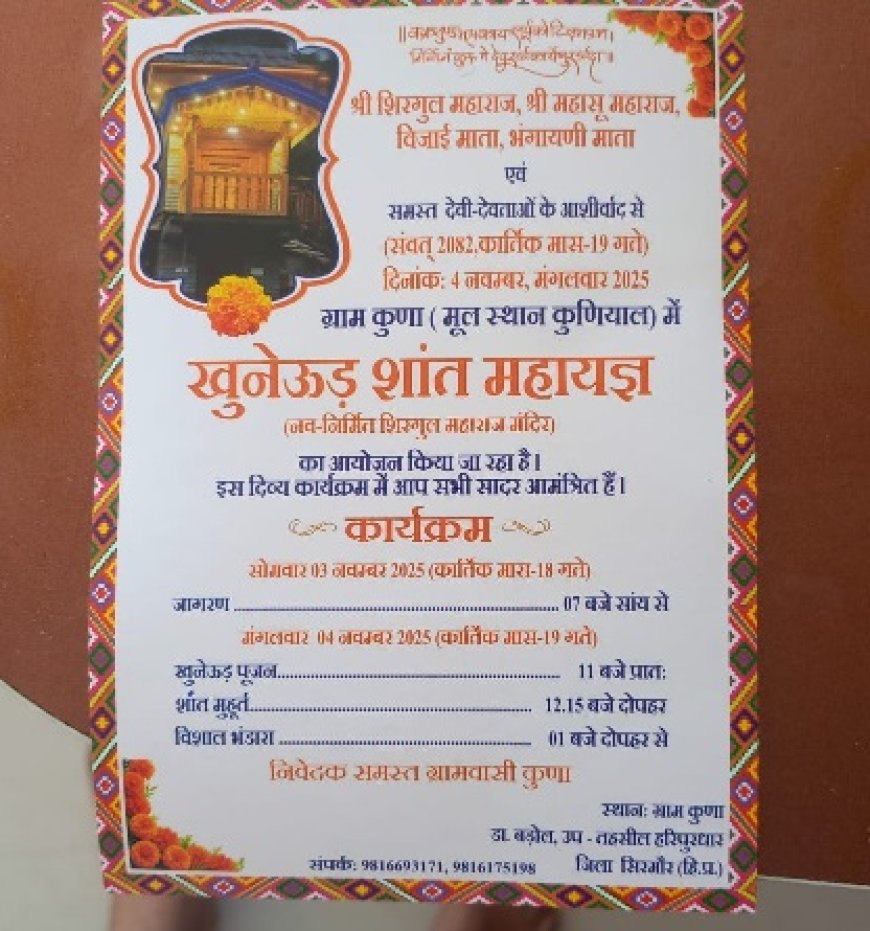 श्री शिरगुल महाराज, श्री महासू महाराज,
विजाई माता, भंगायणी माता
एवं
समस्त देवी-देवताओं के आशीर्वाद से
(संवत् 2082,कार्तिक मास-19 गते)
दिनांक: 4 नवम्बर, मंगलवार 2025
ग्राम कुणा ( मूल स्थान कुणियाल) में
खुनेऊड़ शांत महायज्ञ
(नव-निर्मित शिरगुल महाराज मंदिर)
का आयोजन किया जा रहा है।
इस दिव्य कार्यक्रम में आप सभी सादर आमंत्रित हैं।
कार्यक्रम
सोमवार 03 नवम्बर 2025 (कार्तिक मास-18 गते)
जागरण ........ 07 बजे सांय से
मंगलवार 04 नवम्बर 2025 (कार्तिक मास-19 गते)
खुनेऊड़ पूजन........ 11 बजे प्रातः
शांत मुहूर्त........ 12.15 बजे दोपहर
विशाल भंडारा ........ 01 बजे दोपहर से
निवेदक समस्त ग्रामवासी कुणा
स्थान: ग्राम कुणा
डा. बड़ोल, उप - तहसील हरिपुरधार
संपर्क: 9816693171, 9816175198 जिला सिरमौर (हि.प्र.)